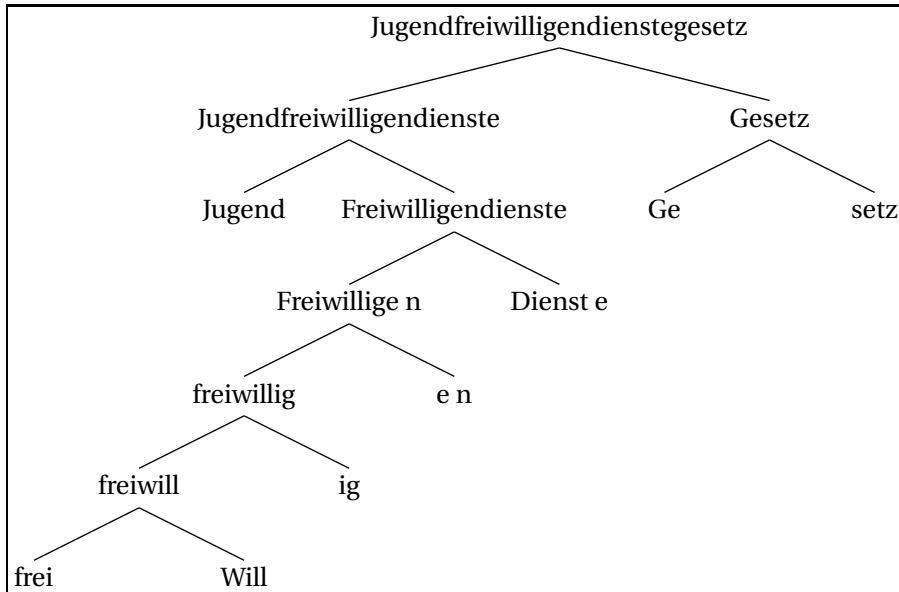 Jugendfreiwilligendienstegesetz
Jugendfreiwilligendienste Gesetz
Jugend Freiwilligendienste Ge setz
Freiwillige n Dienst e
freiwillig e n
freiwill ig
frei Will